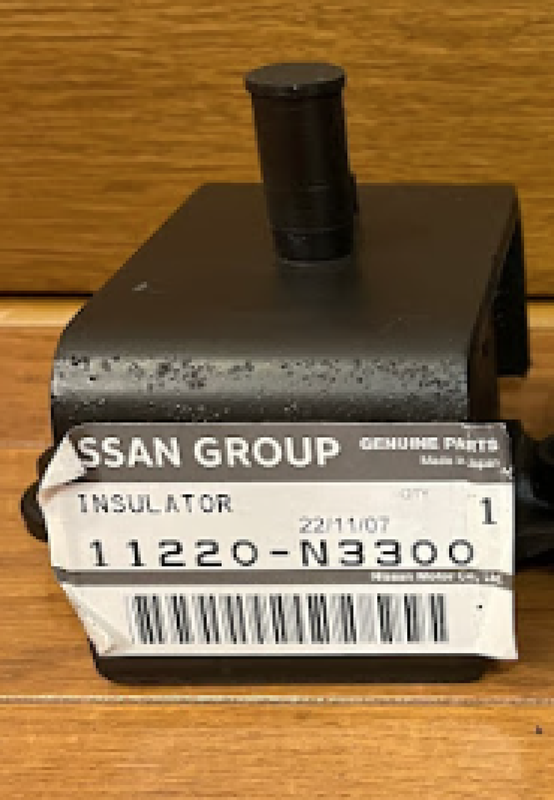 SSAN GROUP GENUINE PARTS
Made in Japan
INSULATOR QTY 1
22/11/07
11220-N3300
Nissan Motor Co., Ltd.